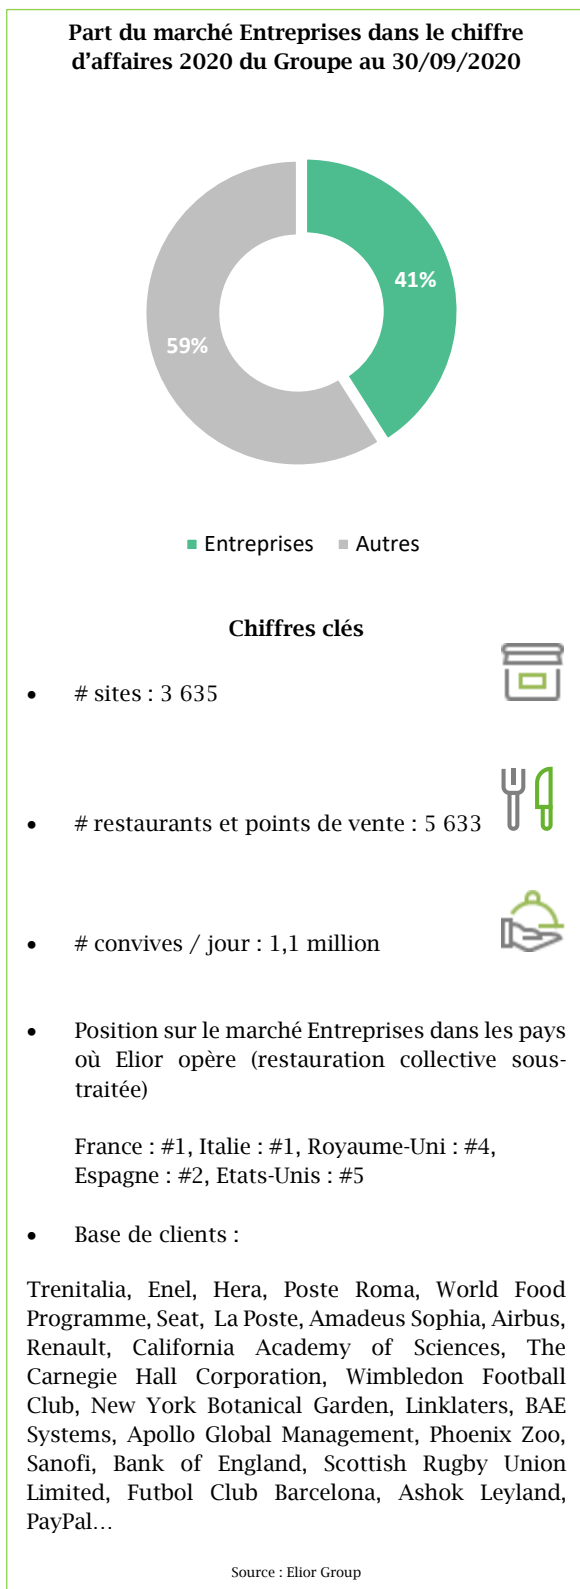 Part du marché Entreprises dans le chiffre
d'affaires 2020 du Groupe au 30/09/2020
41%
59%
Entreprises Autres
Chiffres clés
• # sites : 3 635
• # restaurants et points de vente : 5 633
• # convives / jour : 1,1 million
• Position sur le marché Entreprises dans les pays
où Elior opère (restauration collective sous-
traitée)
France : #1, Italie : #1, Royaume-Uni : #4,
Espagne : #2, Etats-Unis : #5
• Base de clients :
Trenitalia, Enel, Hera, Poste Roma, World Food
Programme, Seat, La Poste, Amadeus Sophia, Airbus,
Renault, California Academy of Sciences, The
Carnegie Hall Corporation, Wimbledon Football
Club, New York Botanical Garden, Linklaters, BAE
Systems, Apollo Global Management, Phoenix Zoo,
Sanofi, Bank of England, Scottish Rugby Union
Limited, Futbol Club Barcelona, Ashok Leyland,
PayPal…
Source : Elior Group